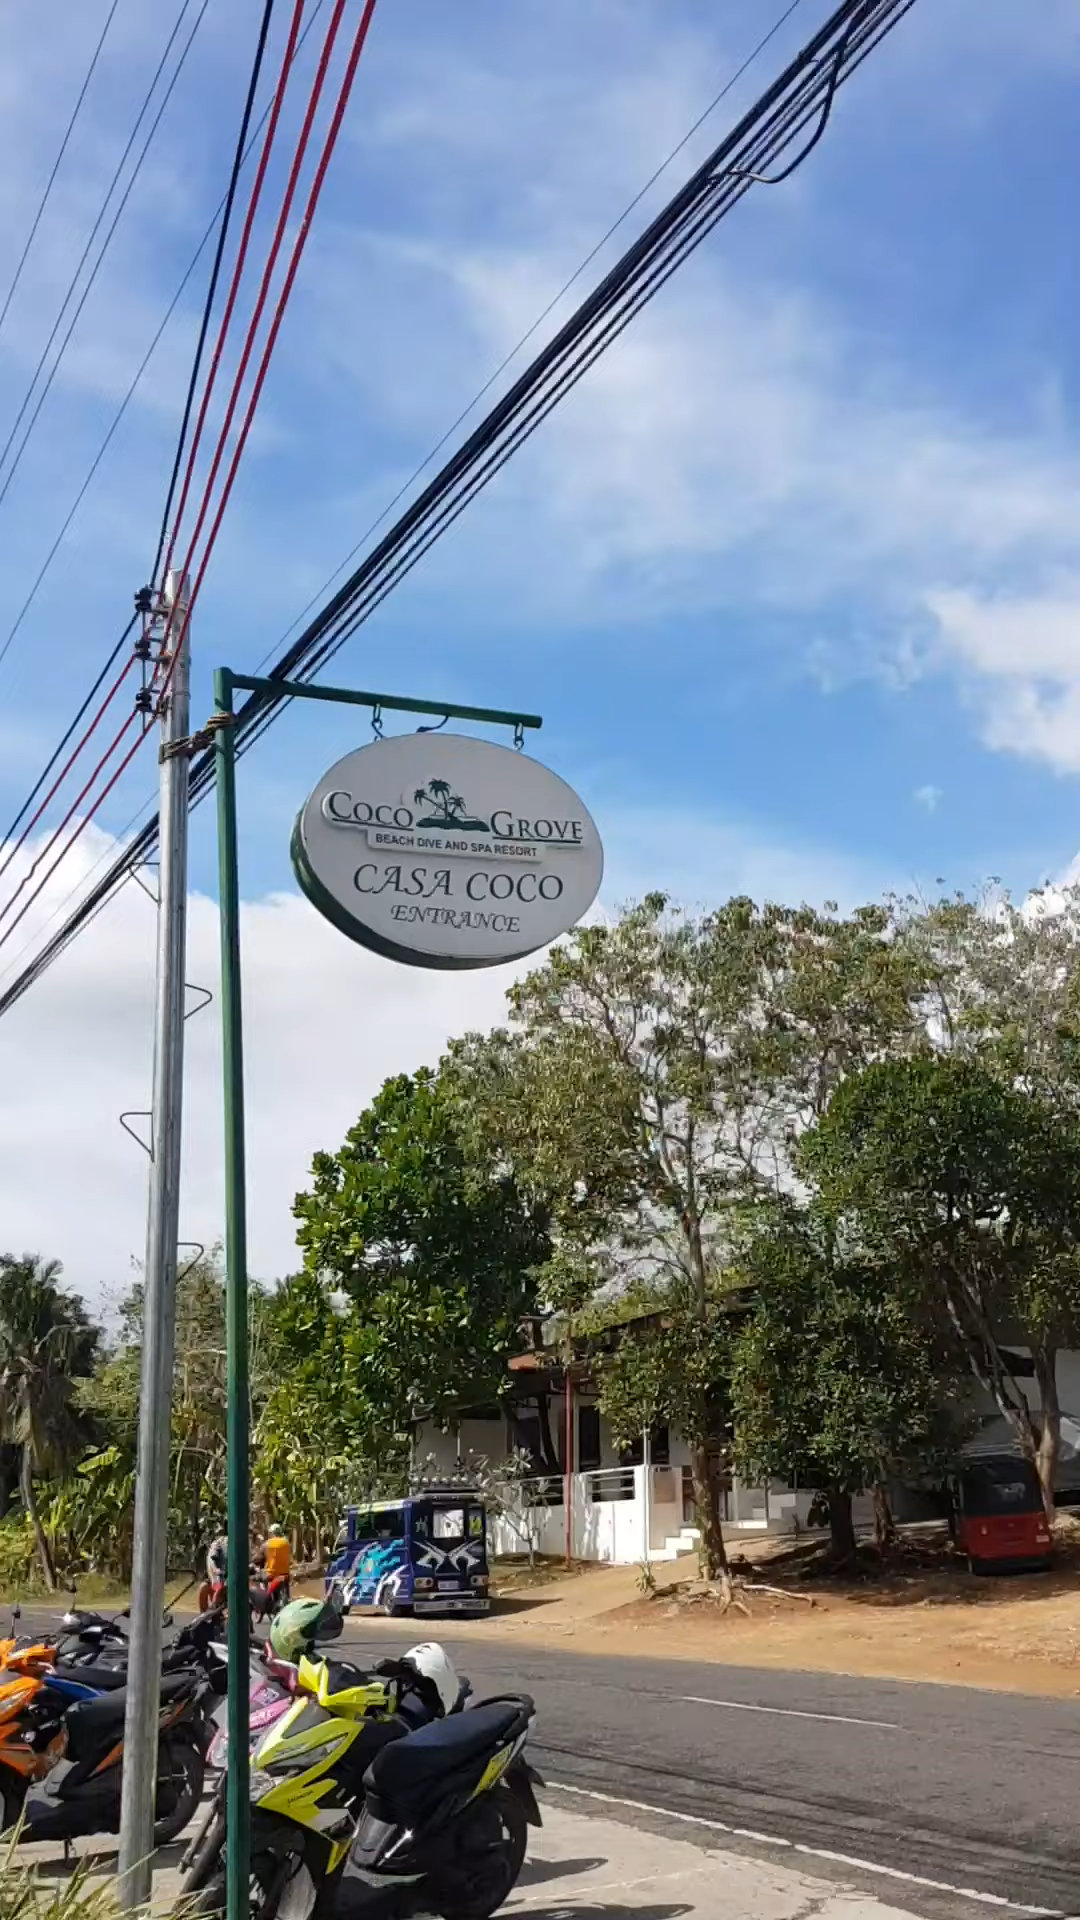 COCO GROVE
BEACH DIVE AND SPA RESORT
CASA COCO
ENTRANCE